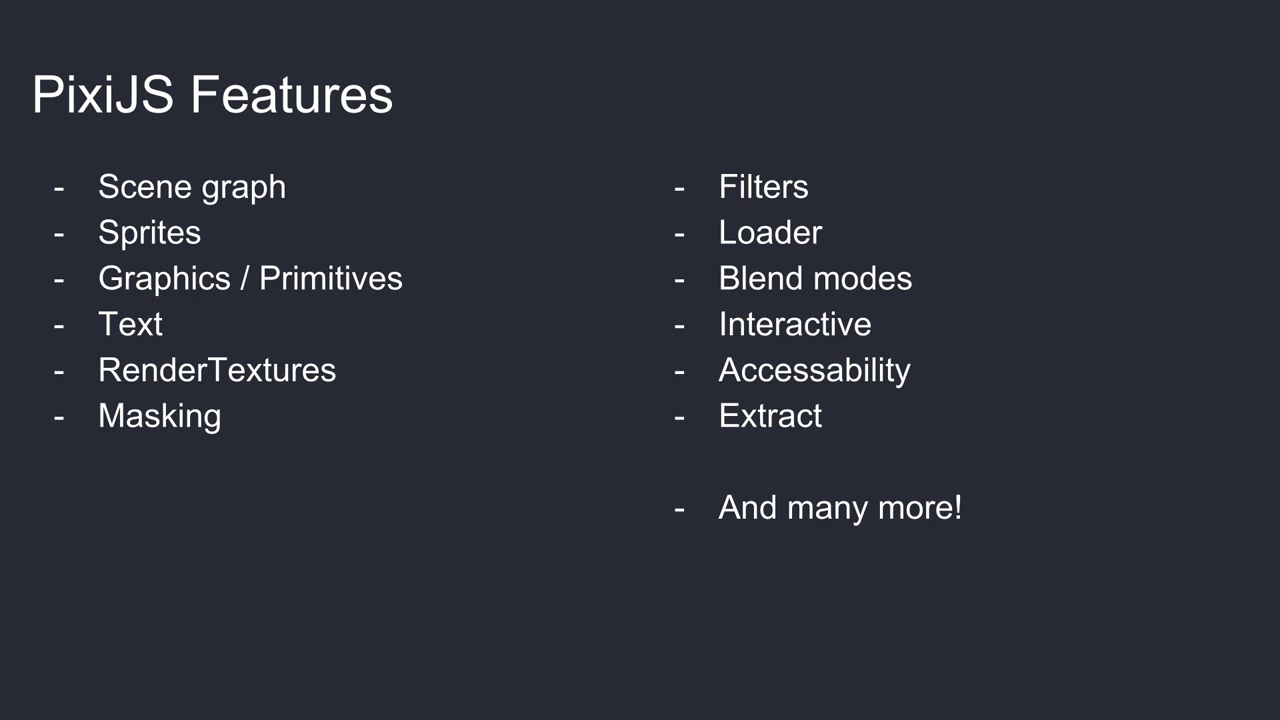 PixiJS Features
- Scene graph
- Sprites
- Graphics / Primitives
- Text
- RenderTextures
- Masking
- Filters
- Loader
- Blend modes
- Interactive
- Accessability
- Extract
- And many more!